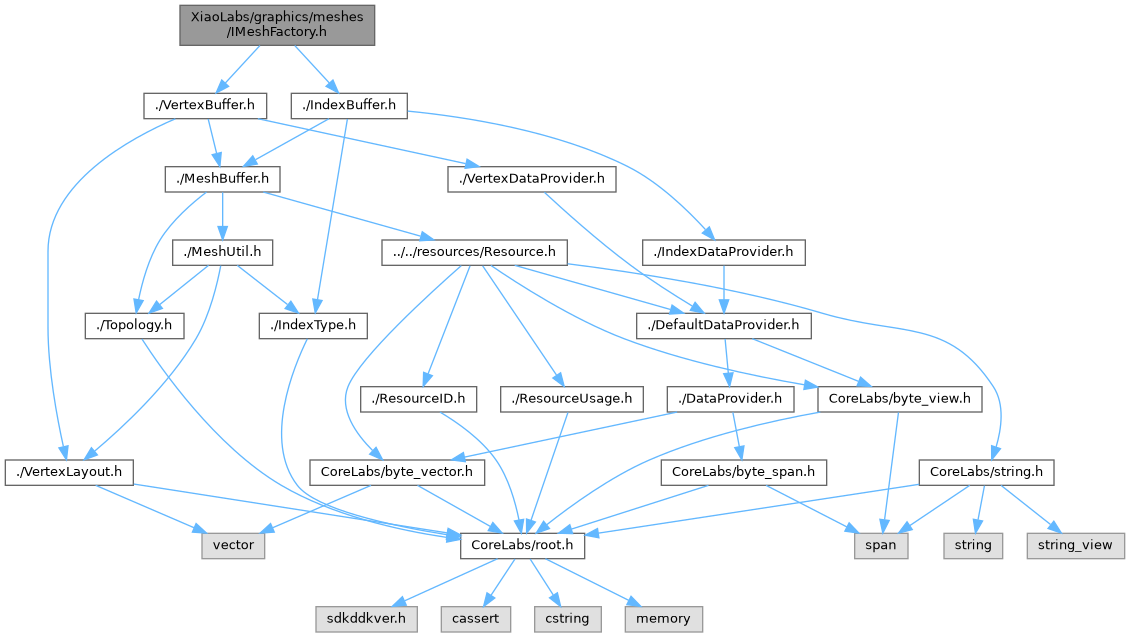 XiaoLabs/graphics/meshes
/IMeshFactory.h
./VertexBuffer.h
./IndexBuffer.h
./MeshBuffer.h
./VertexDataProvider.h
./MeshUtil.h
../../resources/Resource.h
./IndexDataProvider.h
./Topology.h
./IndexType.h
./DefaultDataProvider.h
./ResourceID.h
./ResourceUsage.h
./DataProvider.h
CoreLabs/byte_view.h
./VertexLayout.h
CoreLabs/byte_vector.h
CoreLabs/byte_span.h
CoreLabs/string.h
vector
CoreLabs/root.h
span
string
string_view
sdkddkver.h
cassert
cstring
memory